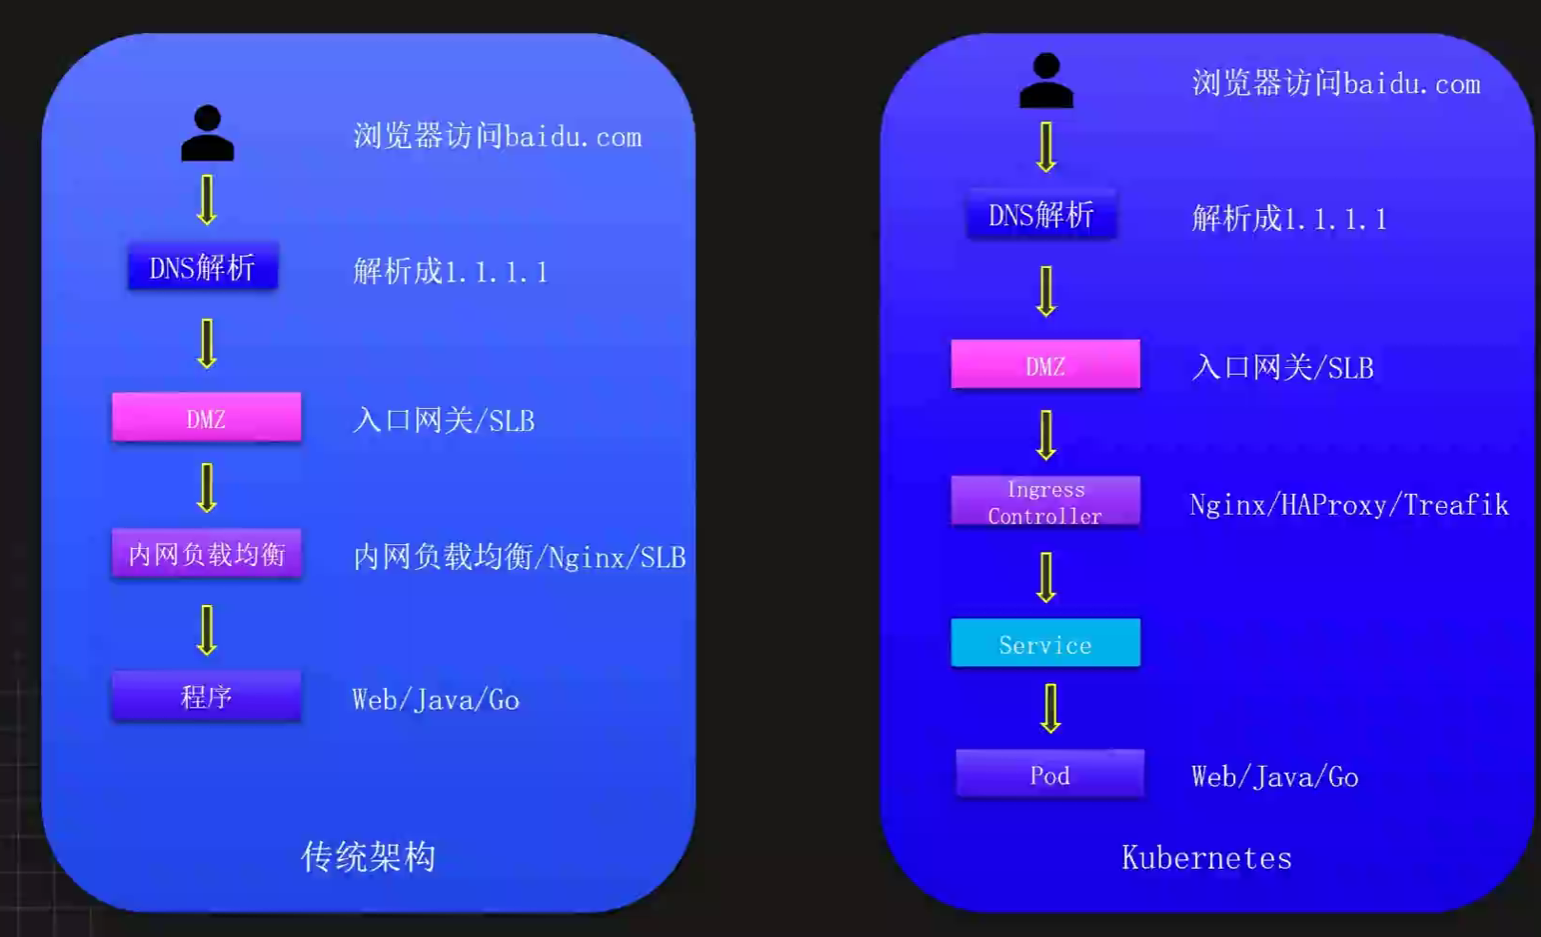 浏览器访问baidu.com
DNS解析
解析成1.1.1.1
DMZ
入口网关/SLB
内网负载均衡
内网负载均衡/Nginx/SLB
程序
Web/Java/Go
传统架构
浏览器访问baidu.com
DNS解析
解析成1.1.1.1
DMZ
入口网关/SLB
Ingress
Controller
Nginx/HAProxy/Treafik
Service
Pod
Web/Java/Go
Kubernetes